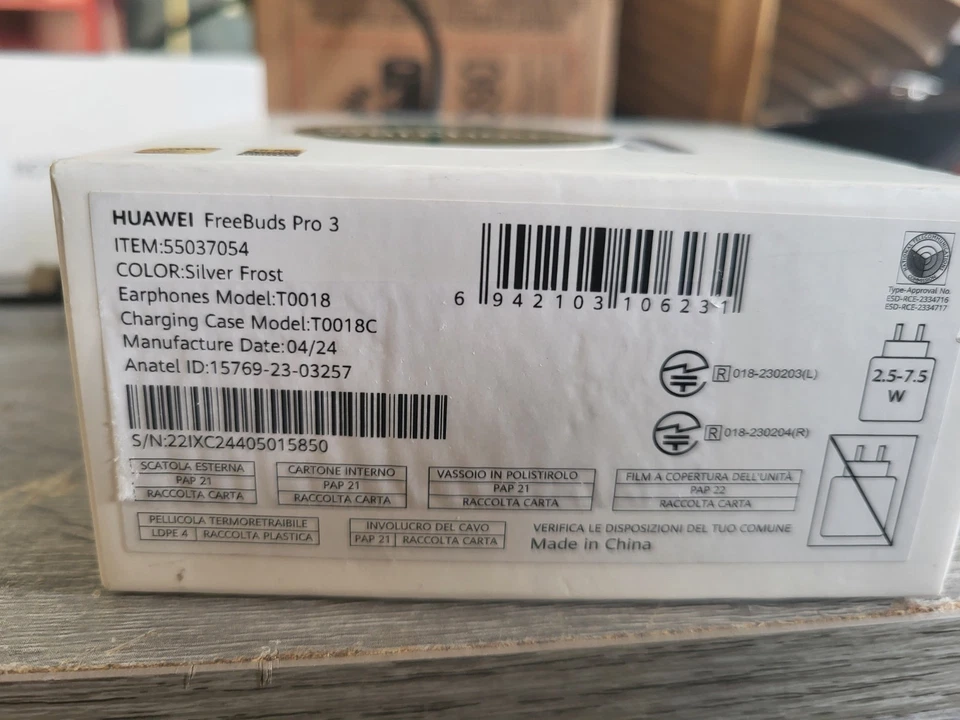 HUAWEI FreeBuds Pro 3
ITEM:55037054
COLOR:Silver Frost
Earphones Model:T0018
Charging Case Model:T0018C
Manufacture Date:04/24
Anatel ID:15769-23-03257
S/N:22IXC24405015850
6 942103 106231
Type-Approval No.
ESD-RCE-2334716
ESD-RCE-2334717
R 018-230203(L)
R 018-230204(R)
2.5-7.5
W
SCATOLA ESTERNA
PAP 21
RACCOLTA CARTA
CARTONE INTERNO
PAP 21
RACCOLTA CARTA
VASSOIO IN POLISTIROLO
PAP 21
RACCOLTA CARTA
FILM A COPERTURA DELL'UNITÀ
PAP 22
RACCOLTA CARTA
PELLICOLA TERMORETRAIBILE
LDPE 4 RACCOLTA PLASTICA
INVOLUCRO DEL CAVO
PAP 21 RACCOLTA CARTA
VERIFICA LE DISPOSIZIONI DEL TUO COMUNE
Made in China